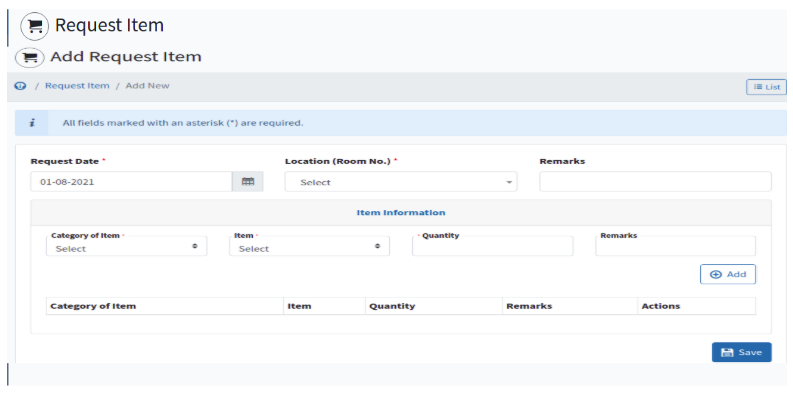 Request Item
Add Request Item
/ Request Item / Add New
List
i All fields marked with an asterisk (*) are required.
Request Date * Location (Room No.) * Remarks
01-08-2021 Select
Item Information
Category of Item * Item * * Quantity Remarks
Select Select
Add
Category of Item Item Quantity Remarks Actions
Save